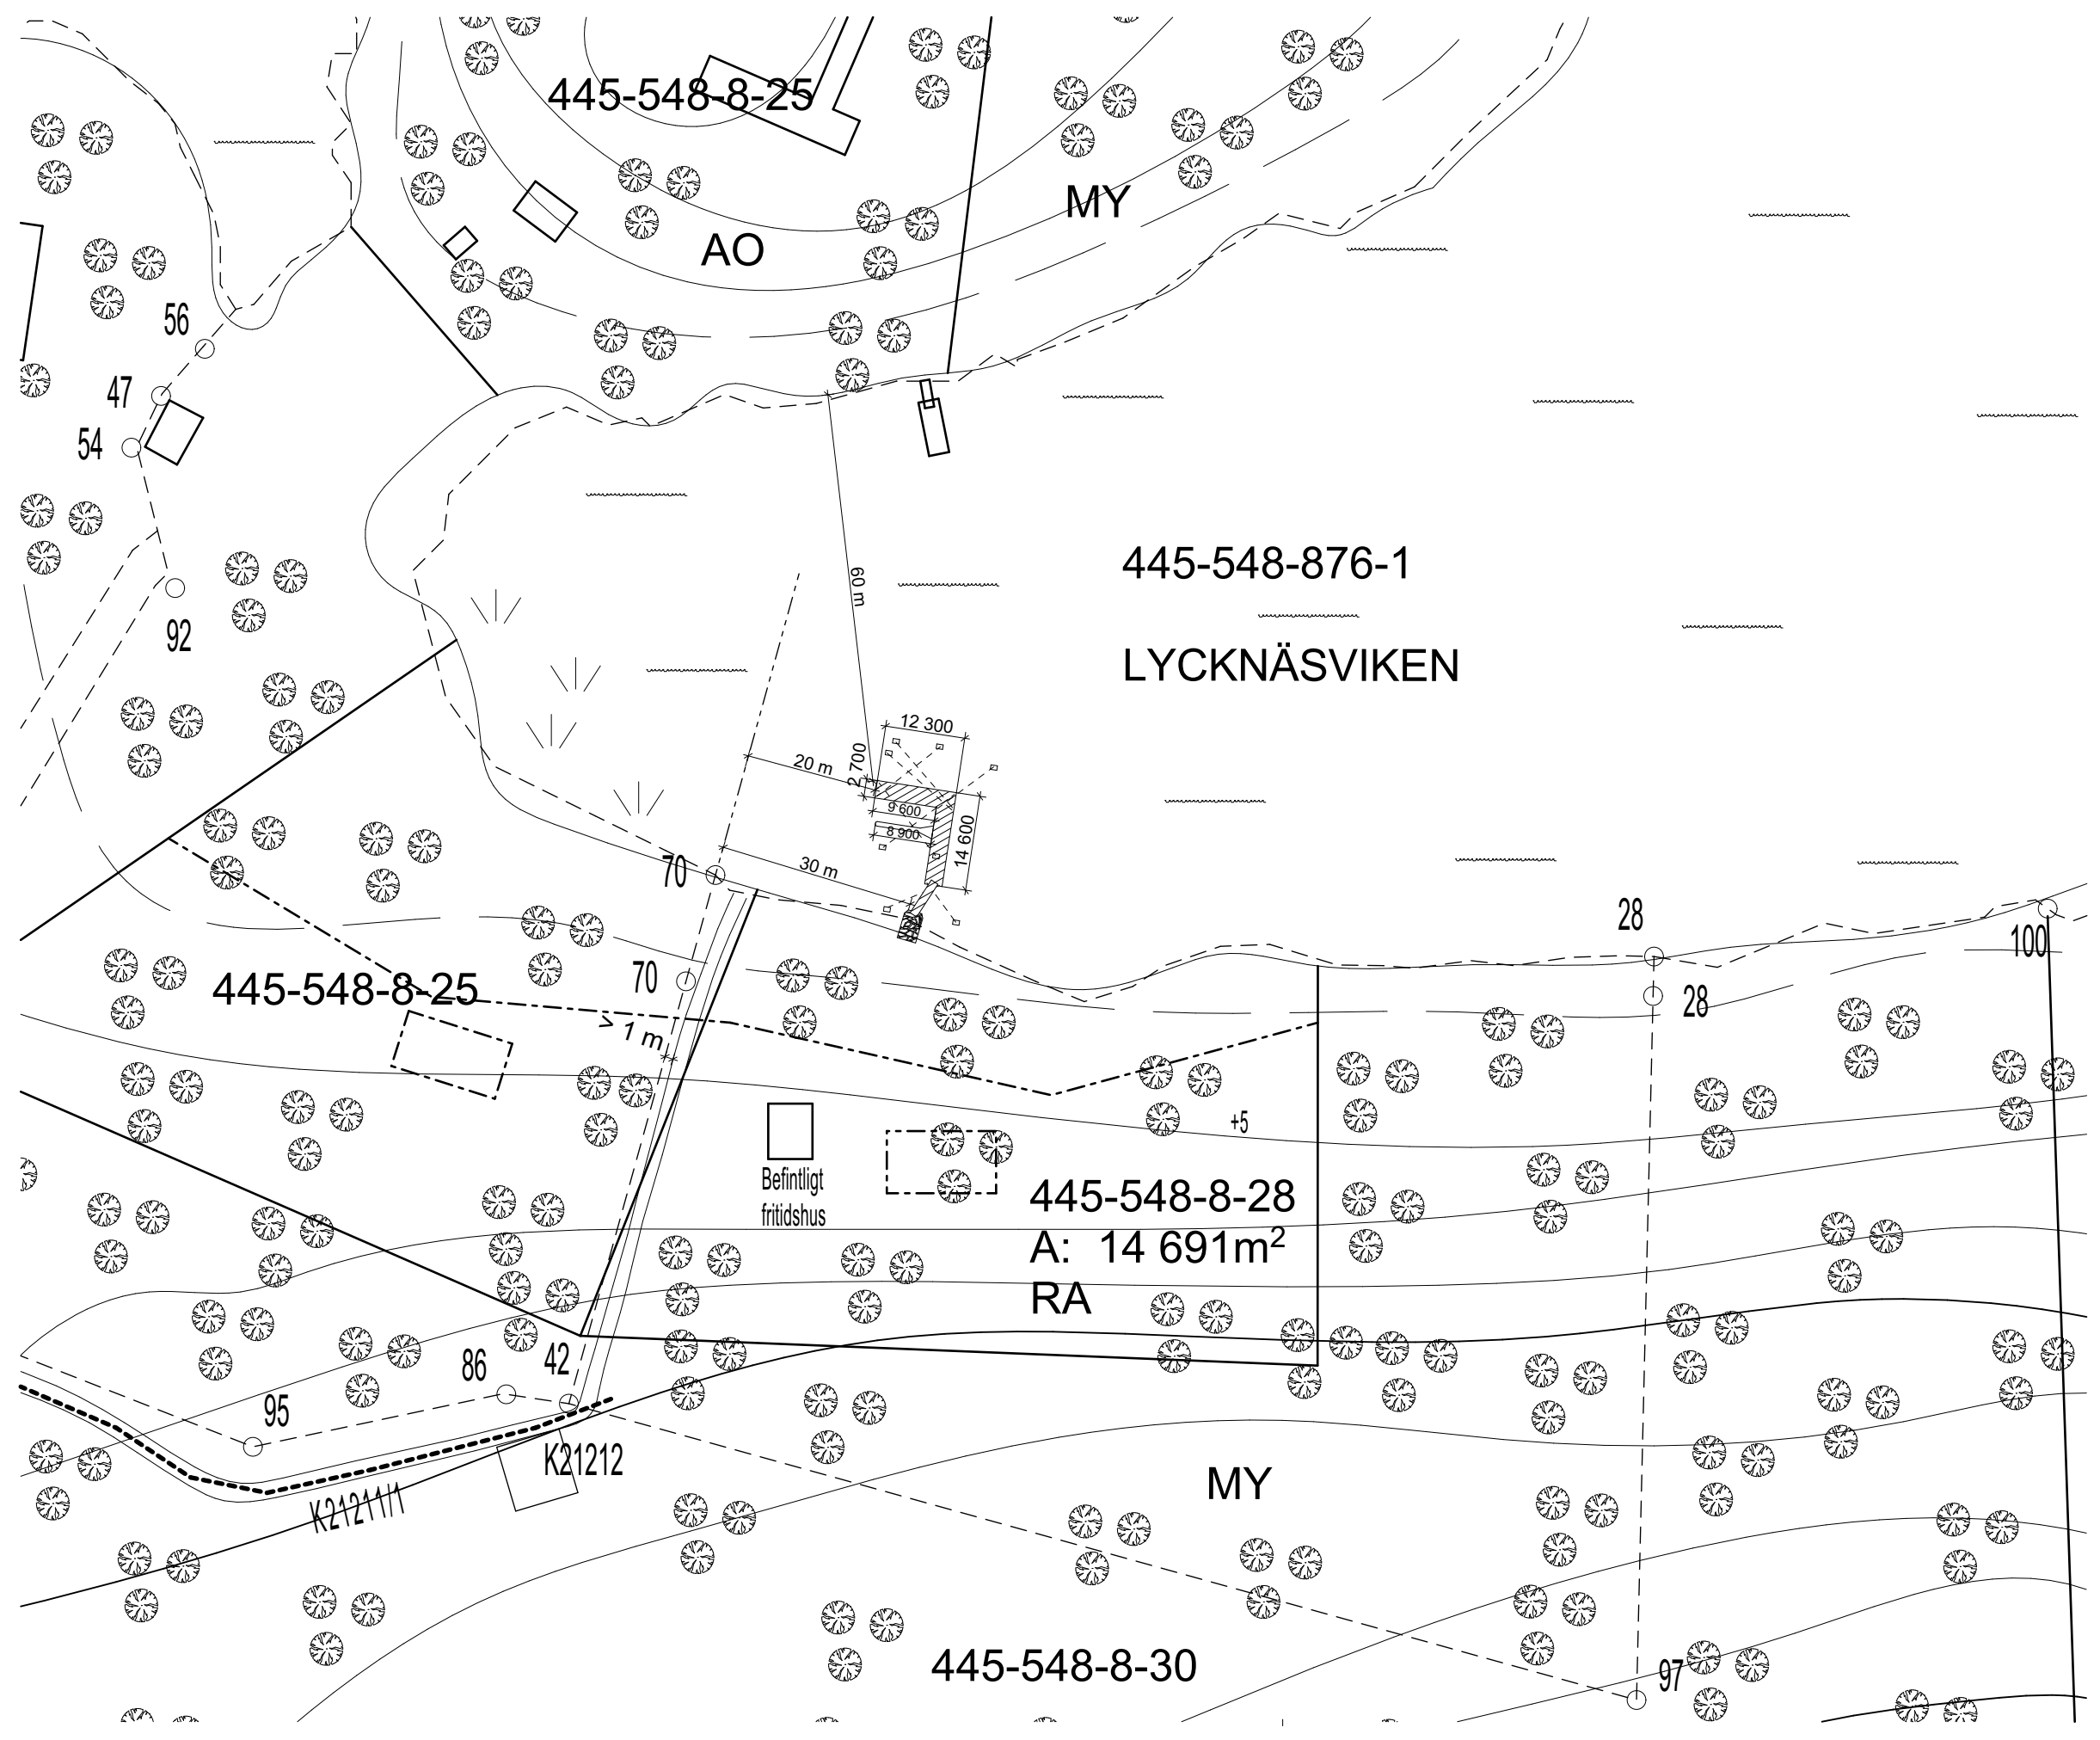 445-548-8-25
MY
AO
56
47
54
92
60 m
445-548-876-1
LYCKNÄSVIKEN
12 300
2 700
20 m
9 600
8 900
14 600
30 m
70
28
100
70
28
445-548-8-25
> 1 m
+5
Befintligt
fritidshus
445-548-8-28
A: 14 691m²
RA
42
86
95
K21212
K21211/1
MY
445-548-8-30
97